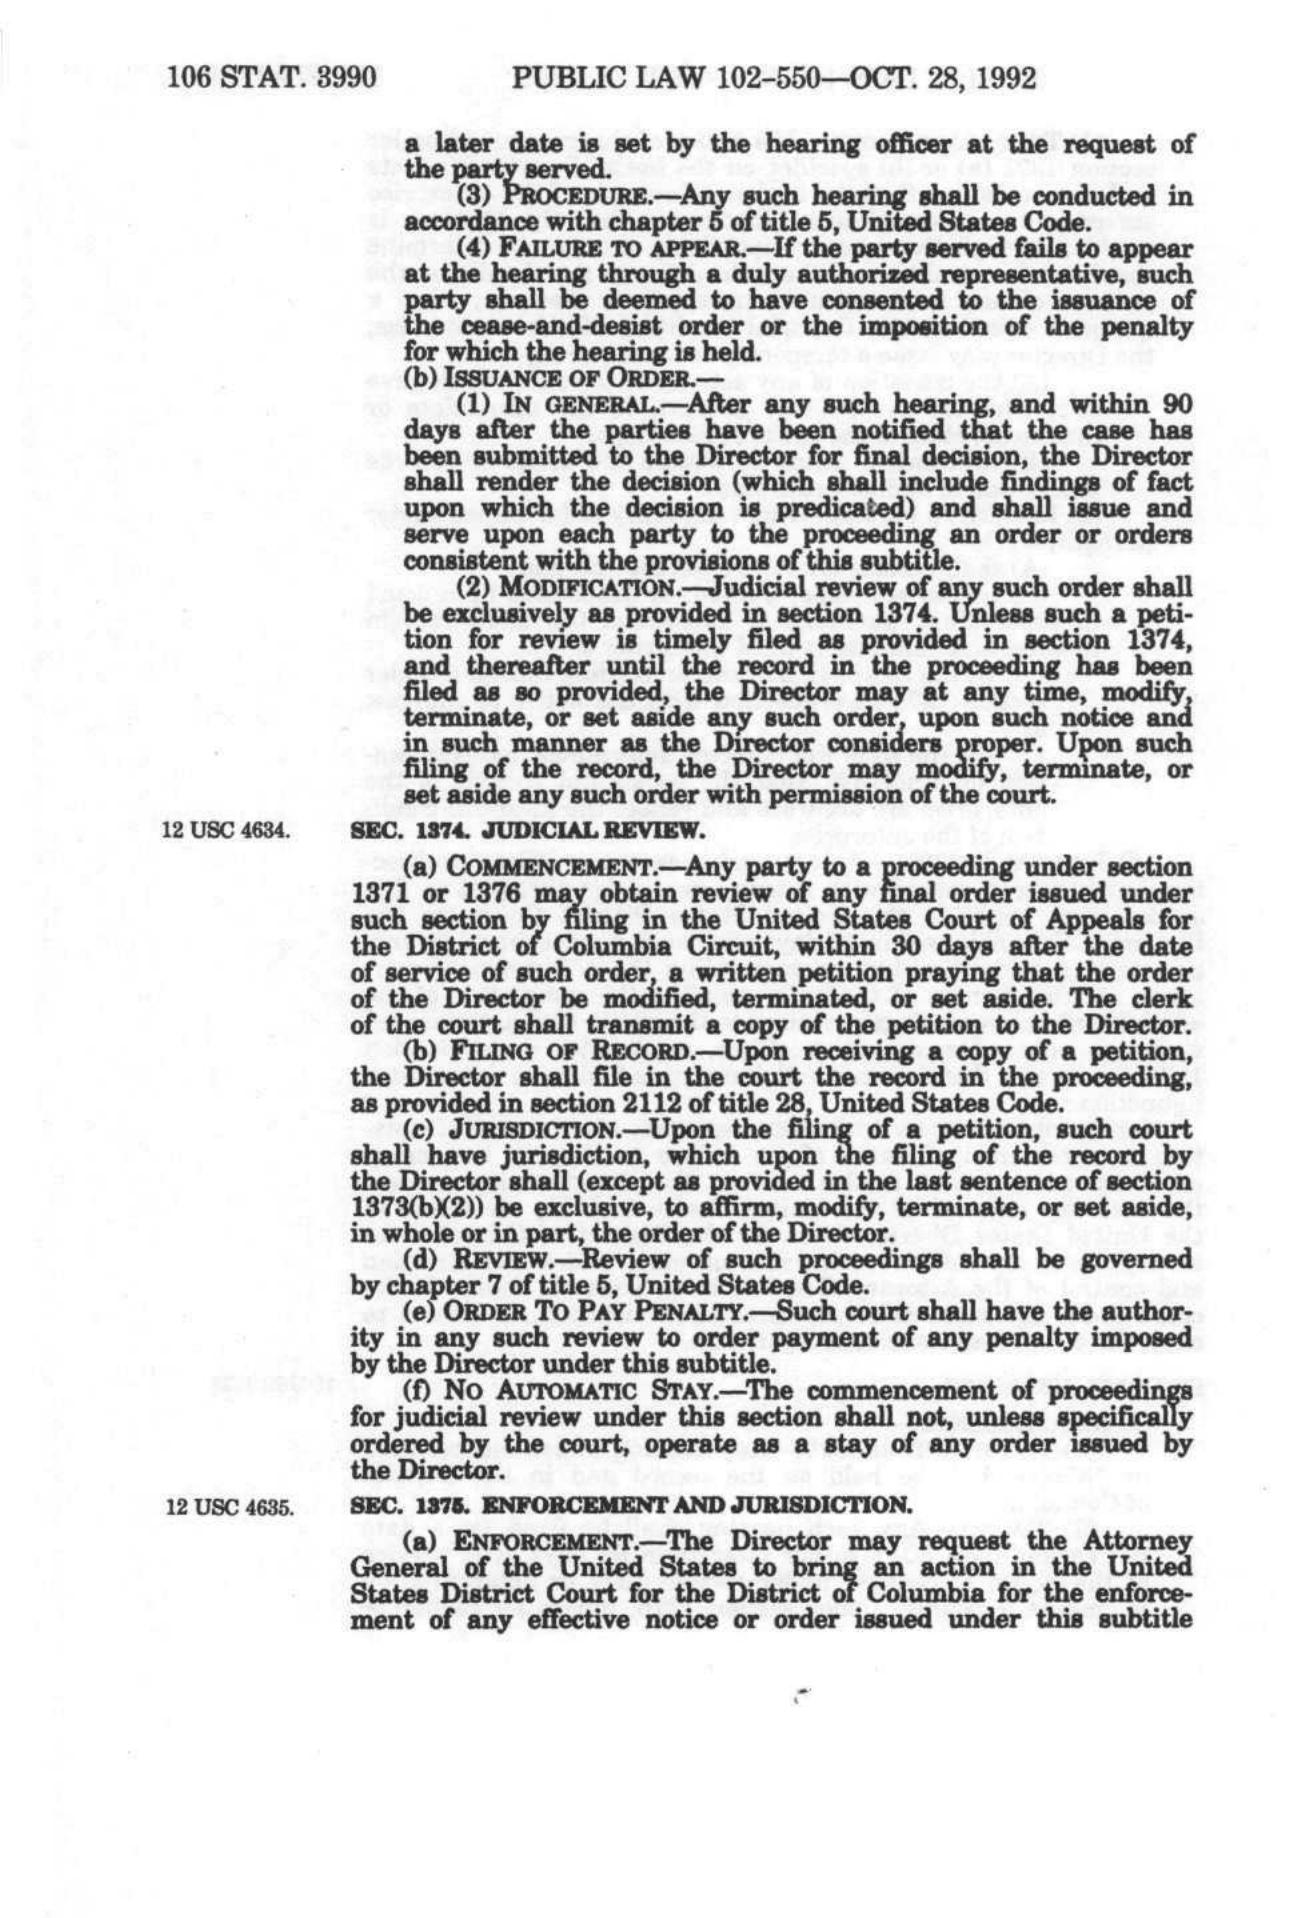 106 STAT. 3990 PUBLIC LAW 102-550—OCT. 28, 1992
a later date is set by the hearing officer at the request of
the party served.
(3) PROCEDURE.—Any such hearing shall be conducted in
accordance with chapter 5 of title 5, United States Code.
(4) FAILURE TO APPEAR.—If the party served fails to appear
at the hearing through a duly authorized representative, such
party shall be deemed to have consented to the issuance of
the cease-and-desist order or the imposition of the penalty
for which the hearing is held.
(b) ISSUANCE OF ORDER.—
(1) IN GENERAL.—After any such hearing, and within 90
days after the parties have been notified that the case has
been submitted to the Director for final decision, the Director
shall render the decision (which shall include findings of fact
upon which the decision is predicated) and shall issue and
serve upon each party to the proceeding an order or orders
consistent with the provisions of this subtitle.
(2) MODIFICATION.—Judicial review of any such order shall
be exclusively as provided in section 1374. Unless such a peti-
tion for review is timely filed as provided in section 1374,
and thereafter until the record in the proceeding has been
filed as so provided, the Director may at any time, modify,
terminate, or set aside any such order, upon such notice and
in such manner as the Director considers proper. Upon such
filing of the record, the Director may modify, terminate, or
set aside any such order with permission of the court.
12 USC 4634. SEC. 1374. JUDICIAL REVIEW.
(a) COMMENCEMENT.—Any party to a proceeding under section
1371 or 1376 may obtain review of any final order issued under
such section by filing in the United States Court of Appeals for
the District of Columbia Circuit, within 30 days after the date
of service of such order, a written petition praying that the order
of the Director be modified, terminated, or set aside. The clerk
of the court shall transmit a copy of the petition to the Director.
(b) FILING OF RECORD.—Upon receiving a copy of a petition,
the Director shall file in the court the record in the proceeding,
as provided in section 2112 of title 28, United States Code.
(c) JURISDICTION.—Upon the filing of a petition, such court
shall have jurisdiction, which upon the filing of the record by
the Director shall (except as provided in the last sentence of section
1373(b)(2)) be exclusive, to affirm, modify, terminate, or set aside,
in whole or in part, the order of the Director.
(d) REVIEW.—Review of such proceedings shall be governed
by chapter 7 of title 5, United States Code.
(e) ORDER TO PAY PENALTY.—Such court shall have the author-
ity in any such review to order payment of any penalty imposed
by the Director under this subtitle.
(f) NO AUTOMATIC STAY.—The commencement of proceedings
for judicial review under this section shall not, unless specifically
ordered by the court, operate as a stay of any order issued by
the Director.
12 USC 4635. SEC. 1375. ENFORCEMENT AND JURISDICTION.
(a) ENFORCEMENT.—The Director may request the Attorney
General of the United States to bring an action in the United
States District Court for the District of Columbia for the enforce-
ment of any effective notice or order issued under this subtitle